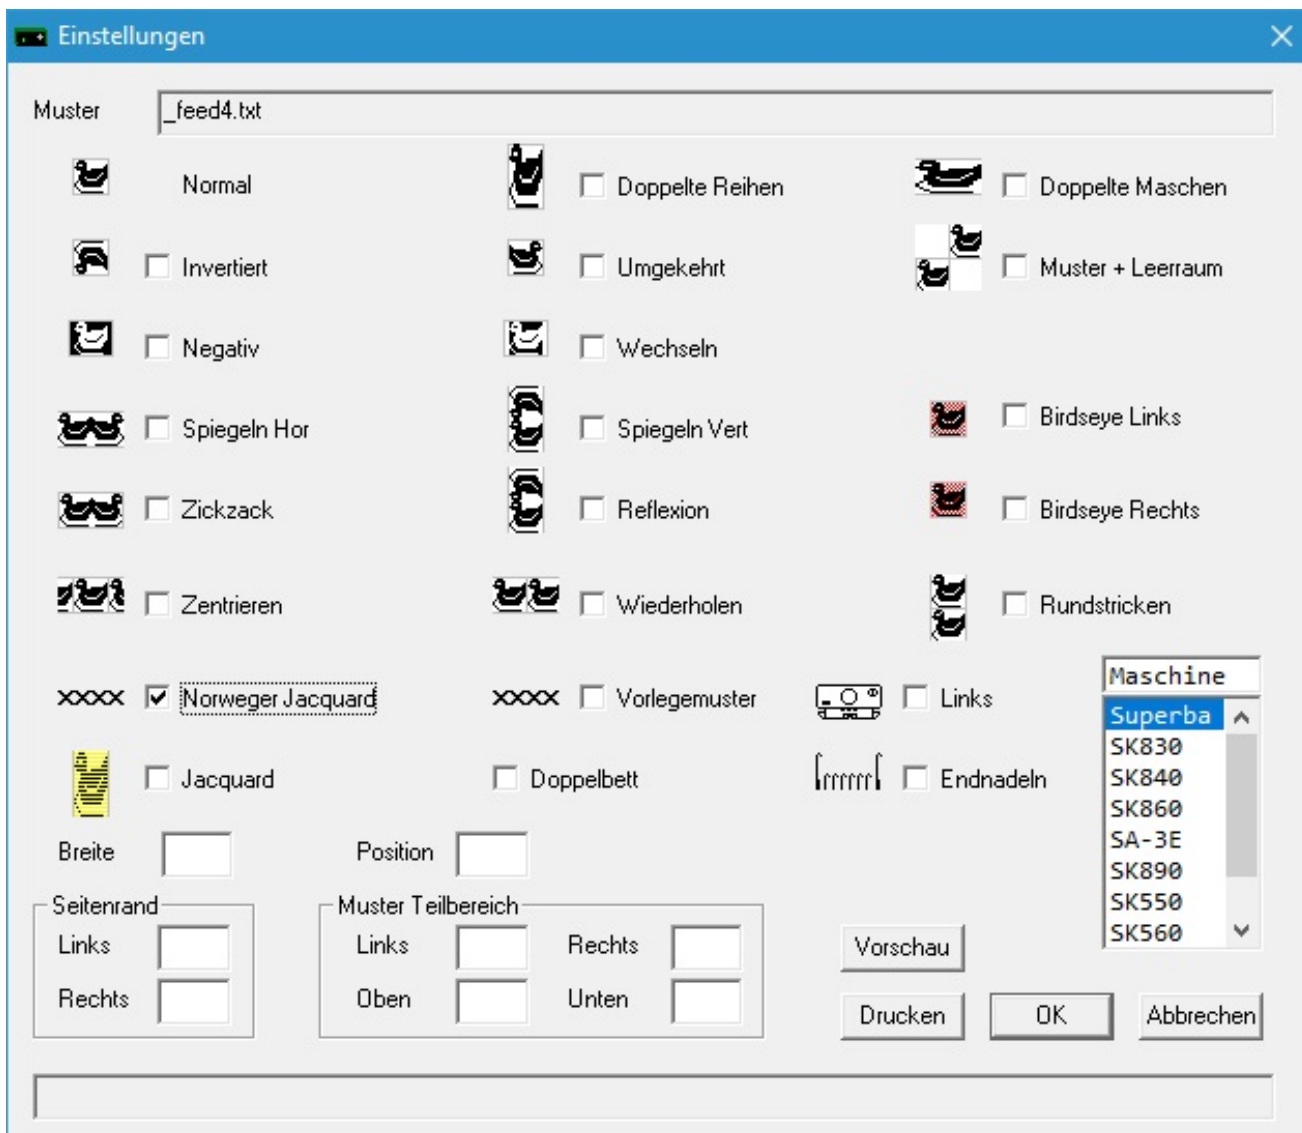 Einstellungen
Muster _feed4.txt
Normal Doppelte Reihen Doppelte Maschen
Invertiert Umgekehrt Muster + Leerraum
Negativ Wechseln
Spiegeln Hor Spiegeln Vert Birdseye Links
Zickzack Reflexion Birdseye Rechts
Zentrieren Wiederholen Rundstricken
xxxx Norweger Jacquard xxxx Vorlegemuster Links
Jacquard Doppelbett Endnadeln
Maschine
Superba
SK830
SK840
SK860
SA-3E
SK890
SK550
SK560
Breite Position
Seitenrand
Links
Rechts
Muster Teilbereich
Links Rechts
Oben Unten
Vorschau
Drucken OK Abbrechen